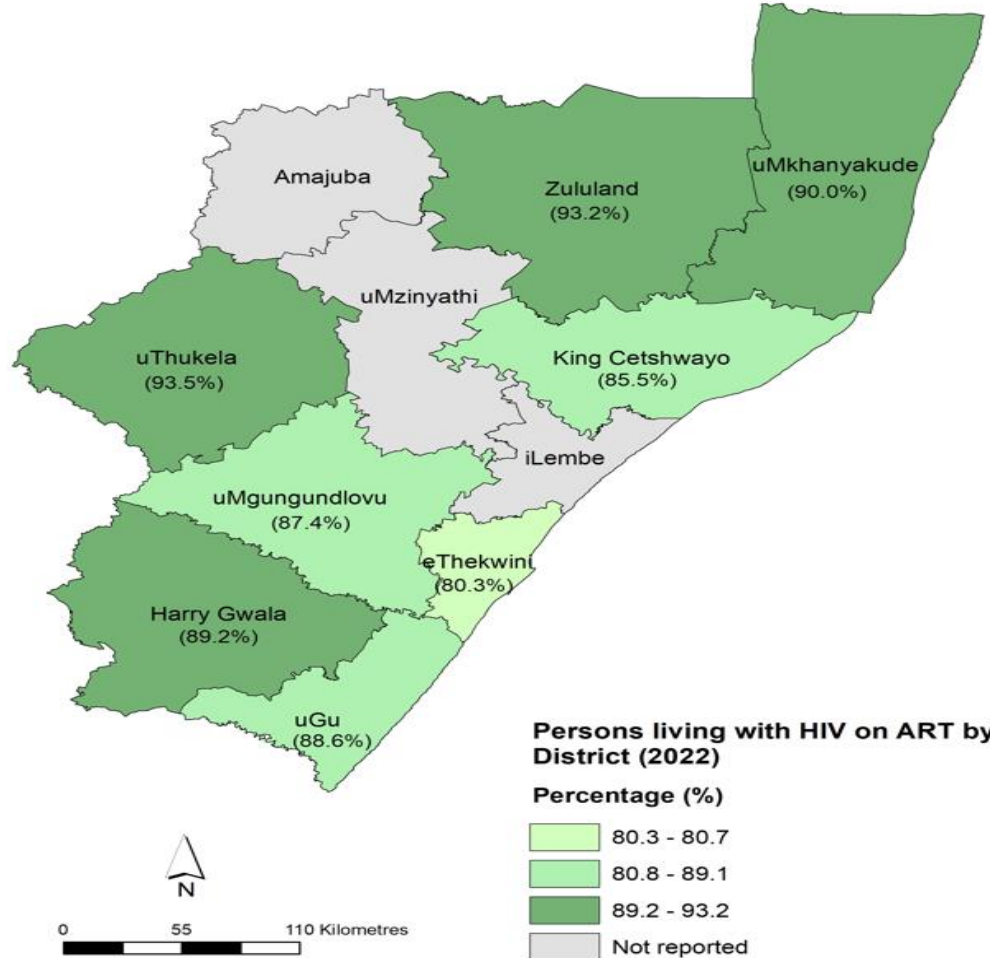 Amajuba
Zululand
(93.2%)
uMkhanyakude
(90.0%)
uMzinyathi
uThukela
(93.5%)
King Cetshwayo
(85.5%)
iLembe
uMgungundlovu
(87.4%)
eThekwini
(80.3%)
Harry Gwala
(89.2%)
uGu
(88.6%)
Persons living with HIV on ART by
District (2022)
Percentage (%)
80.3 - 80.7
80.8 - 89.1
89.2 - 93.2
Not reported
N
0 55 110 Kilometres